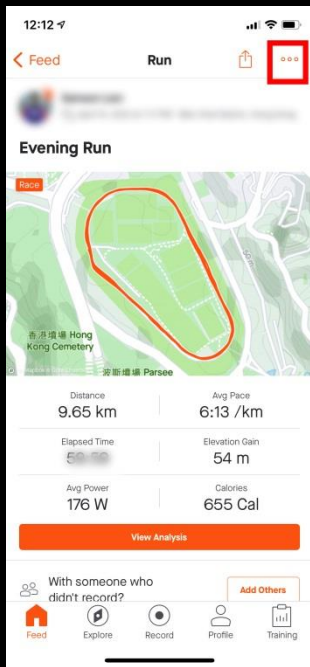 12:12
Feed
Run
Evening Run
Race
香港墳場 Hong
Kong Cemetery
波斯墳場 Parsee
Distance
9.65 km
Avg Pace
6:13 /km
Elapsed Time
Elevation Gain
54 m
Avg Power
176 W
Calories
655 Cal
View Analysis
With someone who
didn't record?
Add Others
Feed
Explore
Record
Profile
Training